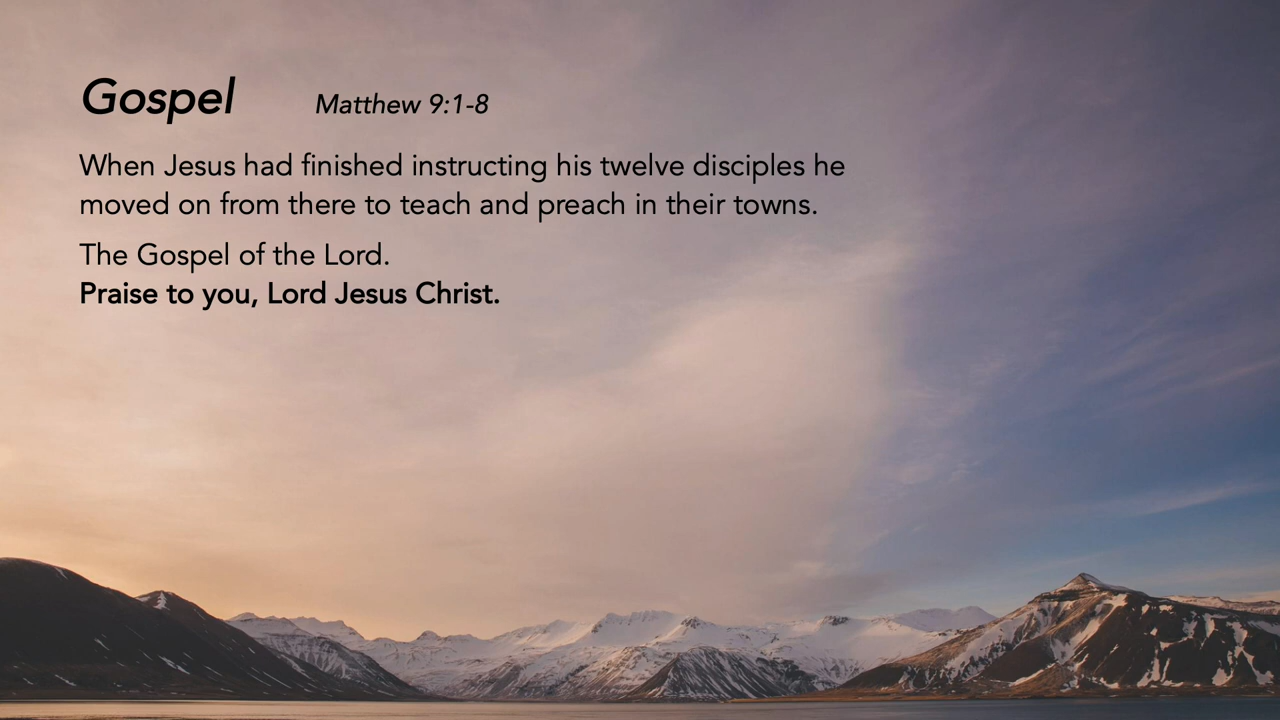 Gospel Matthew 9:1-8
When Jesus had finished instructing his twelve disciples he
moved on from there to teach and preach in their towns.
The Gospel of the Lord.
Praise to you, Lord Jesus Christ.